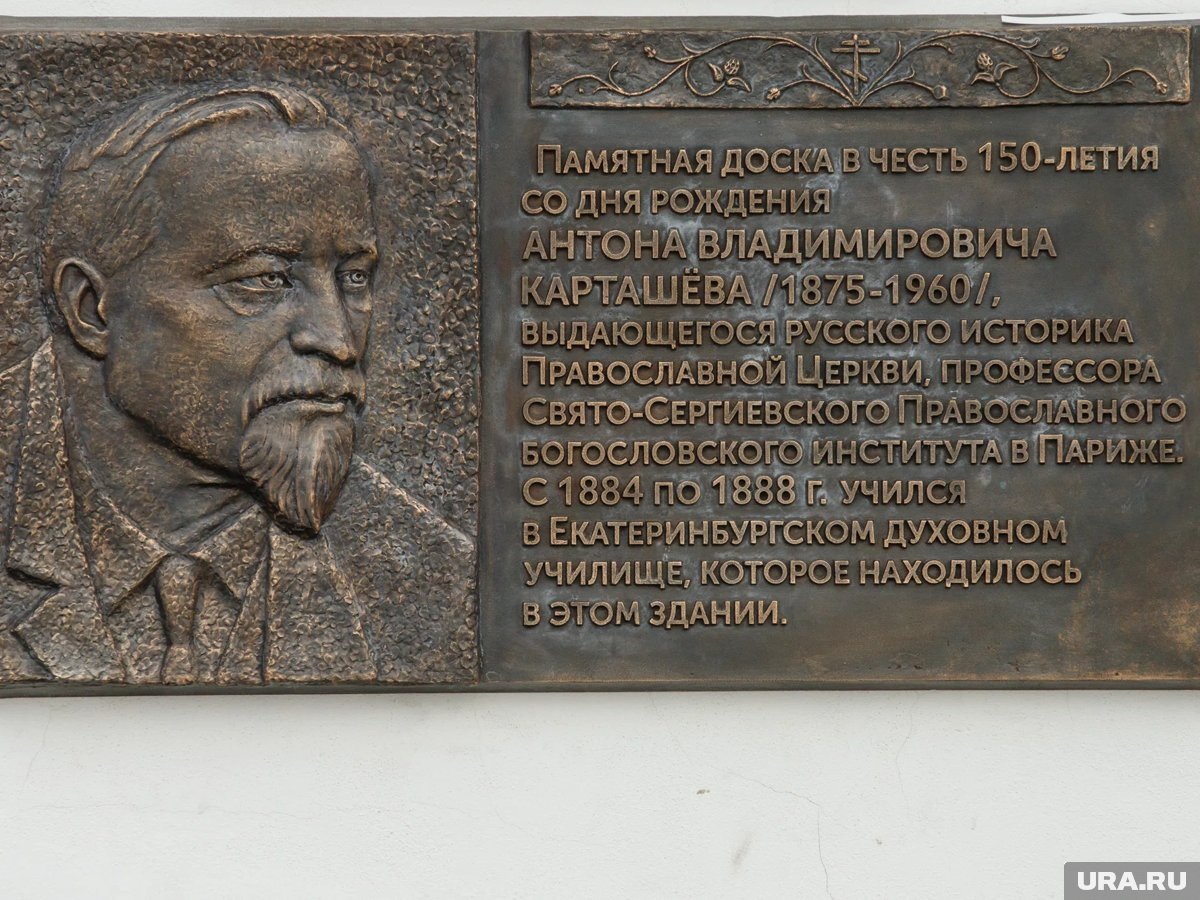 Памятная доска в честь 150-летия
со дня рождения
АНТОНА ВЛАДИМИРОВИЧА
КАРТАШЁВА /1875-1960/,
выдающегося русского историка
Православной Церкви, профессора
Свято-Сергиевского Православного
богословского института в Париже.
С 1884 по 1888 г. учился
в Екатеринбургском духовном
училище, которое находилось
в этом здании.
URA.RU